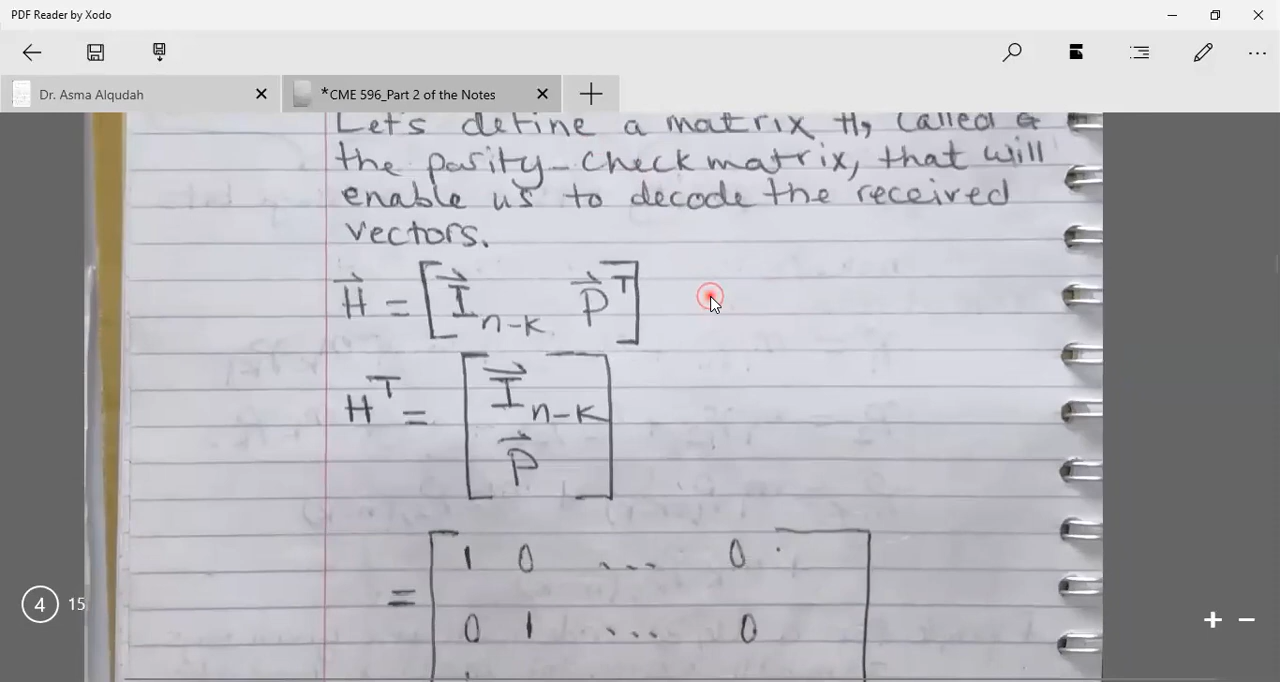 PDF Reader by Xodo
Dr. Asma Alqudah
*CME 596_Part 2 of the Notes
Let's define a matrix H, called
the parity-check matrix, that will
enable us to decode the received
vectors.
H = [I n-k P^T]
H^T = [I n-k
P]
= [1 0 ... 0
0 1 ... 0
4 15